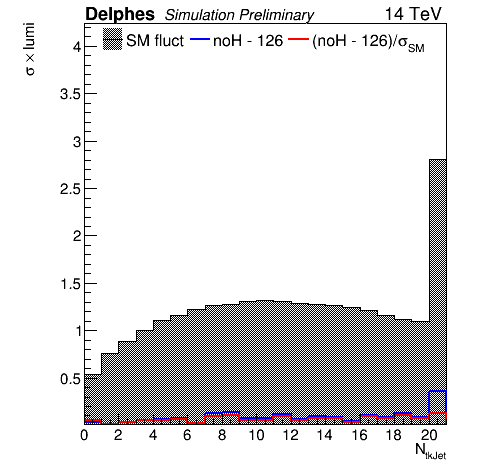 Delphes Simulation Preliminary 14 TeV
σ × lumi
SM fluct noH - 126 (noH - 126)/σSM
4
3.5
3
2.5
2
1.5
1
0.5
0 2 4 6 8 10 12 14 16 18 20
NtkJet